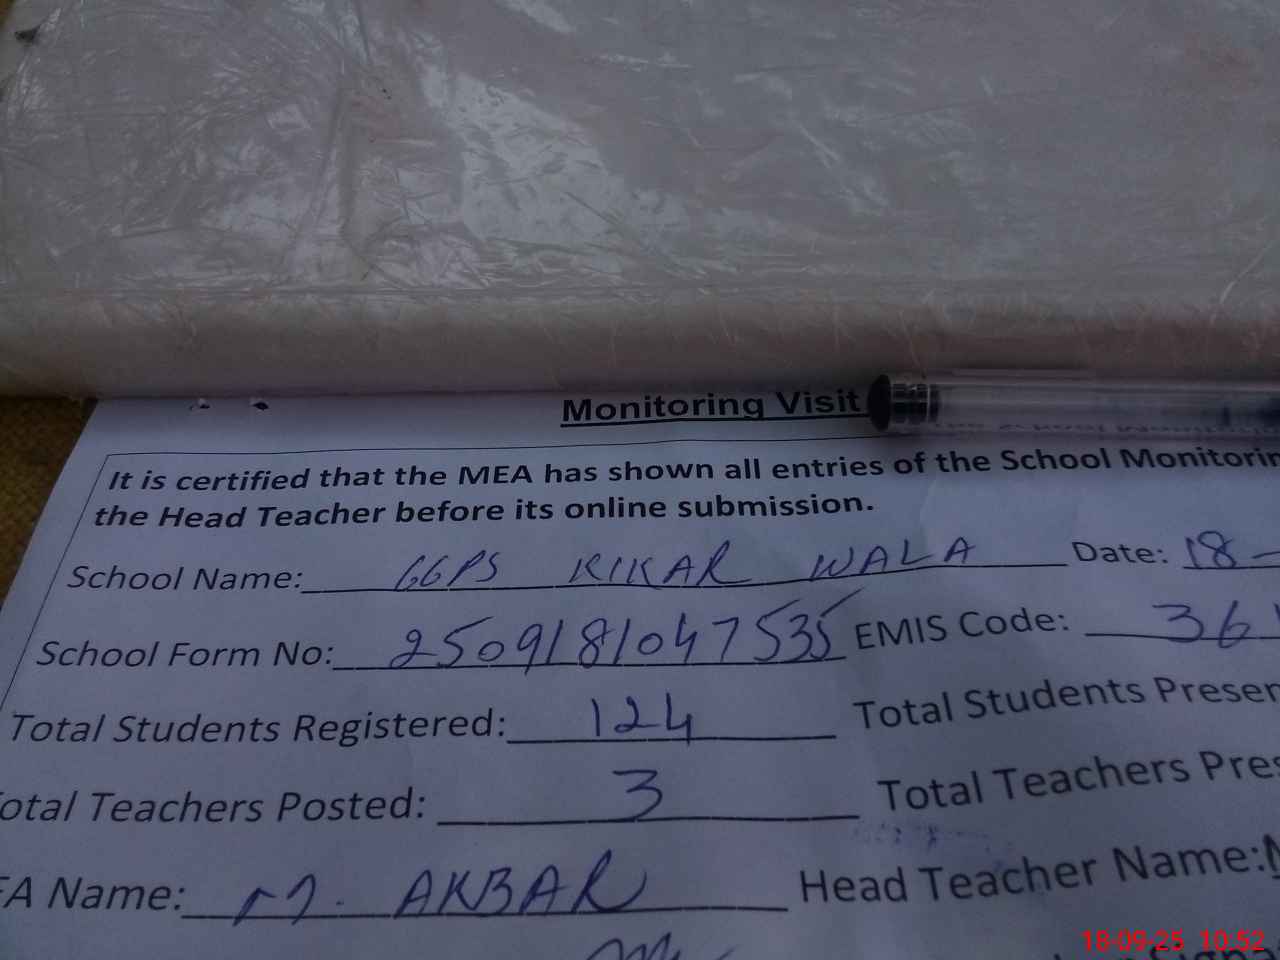 Monitoring Visit
It is certified that the MEA has shown all entries of the School Monitorin
the Head Teacher before its online submission.
School Name: GGPS KIKAR WALA Date: 18-
School Form No: 2509181047535 EMIS Code: 36
Total Students Registered: 124 Total Students Presen
otal Teachers Posted: 3 Total Teachers Pres
EA Name: M. AKBAR Head Teacher Name:
18-09-25 10:52